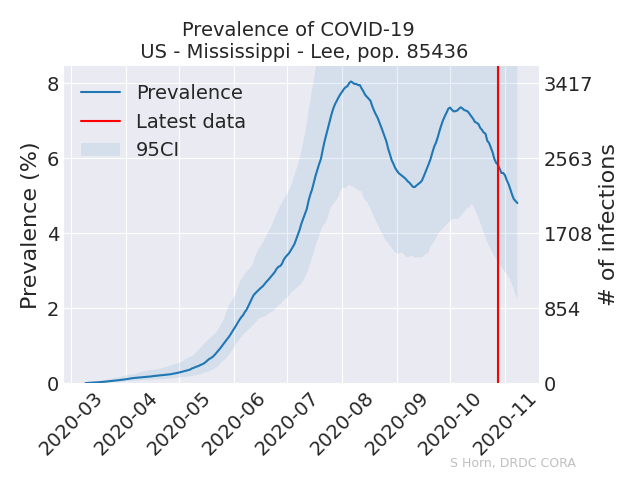 Prevalence of COVID-19
US - Mississippi - Lee, pop. 85436
Prevalence
Latest data
95CI
Prevalence (%)
8
6
4
2
0
3417
2563
1708
854
0
# of infections
2020-03
2020-04
2020-05
2020-06
2020-07
2020-08
2020-09
2020-10
2020-11
S Horn, DRDC CORA